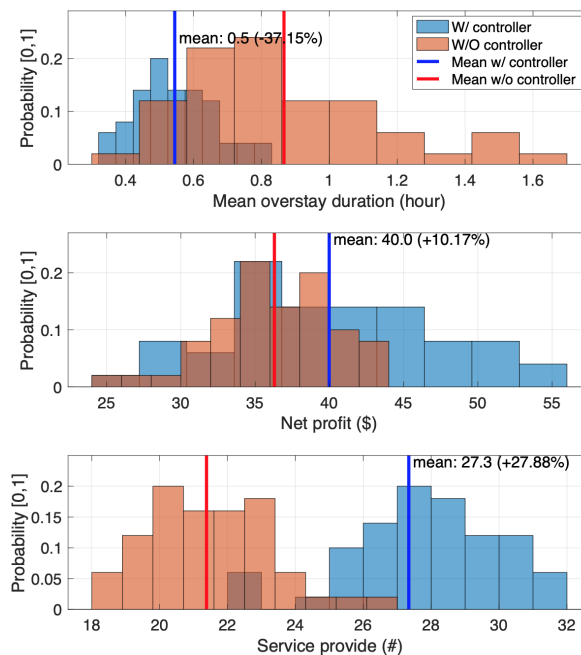 mean: 0.5 (-37.15%)
W/ controller
W/O controller
Mean w/ controller
Mean w/o controller
Probability [0,1]
0.2
0.1
0
0.4
0.6
0.8
1
1.2
1.4
1.6
Mean overstay duration (hour)
mean: 40.0 (+10.17%)
Probability [0,1]
0.2
0.1
0
25
30
35
40
45
50
55
Net profit ($)
mean: 27.3 (+27.88%)
Probability [0,1]
0.2
0.15
0.1
0.05
0
18
20
22
24
26
28
30
32
Service provide (#)